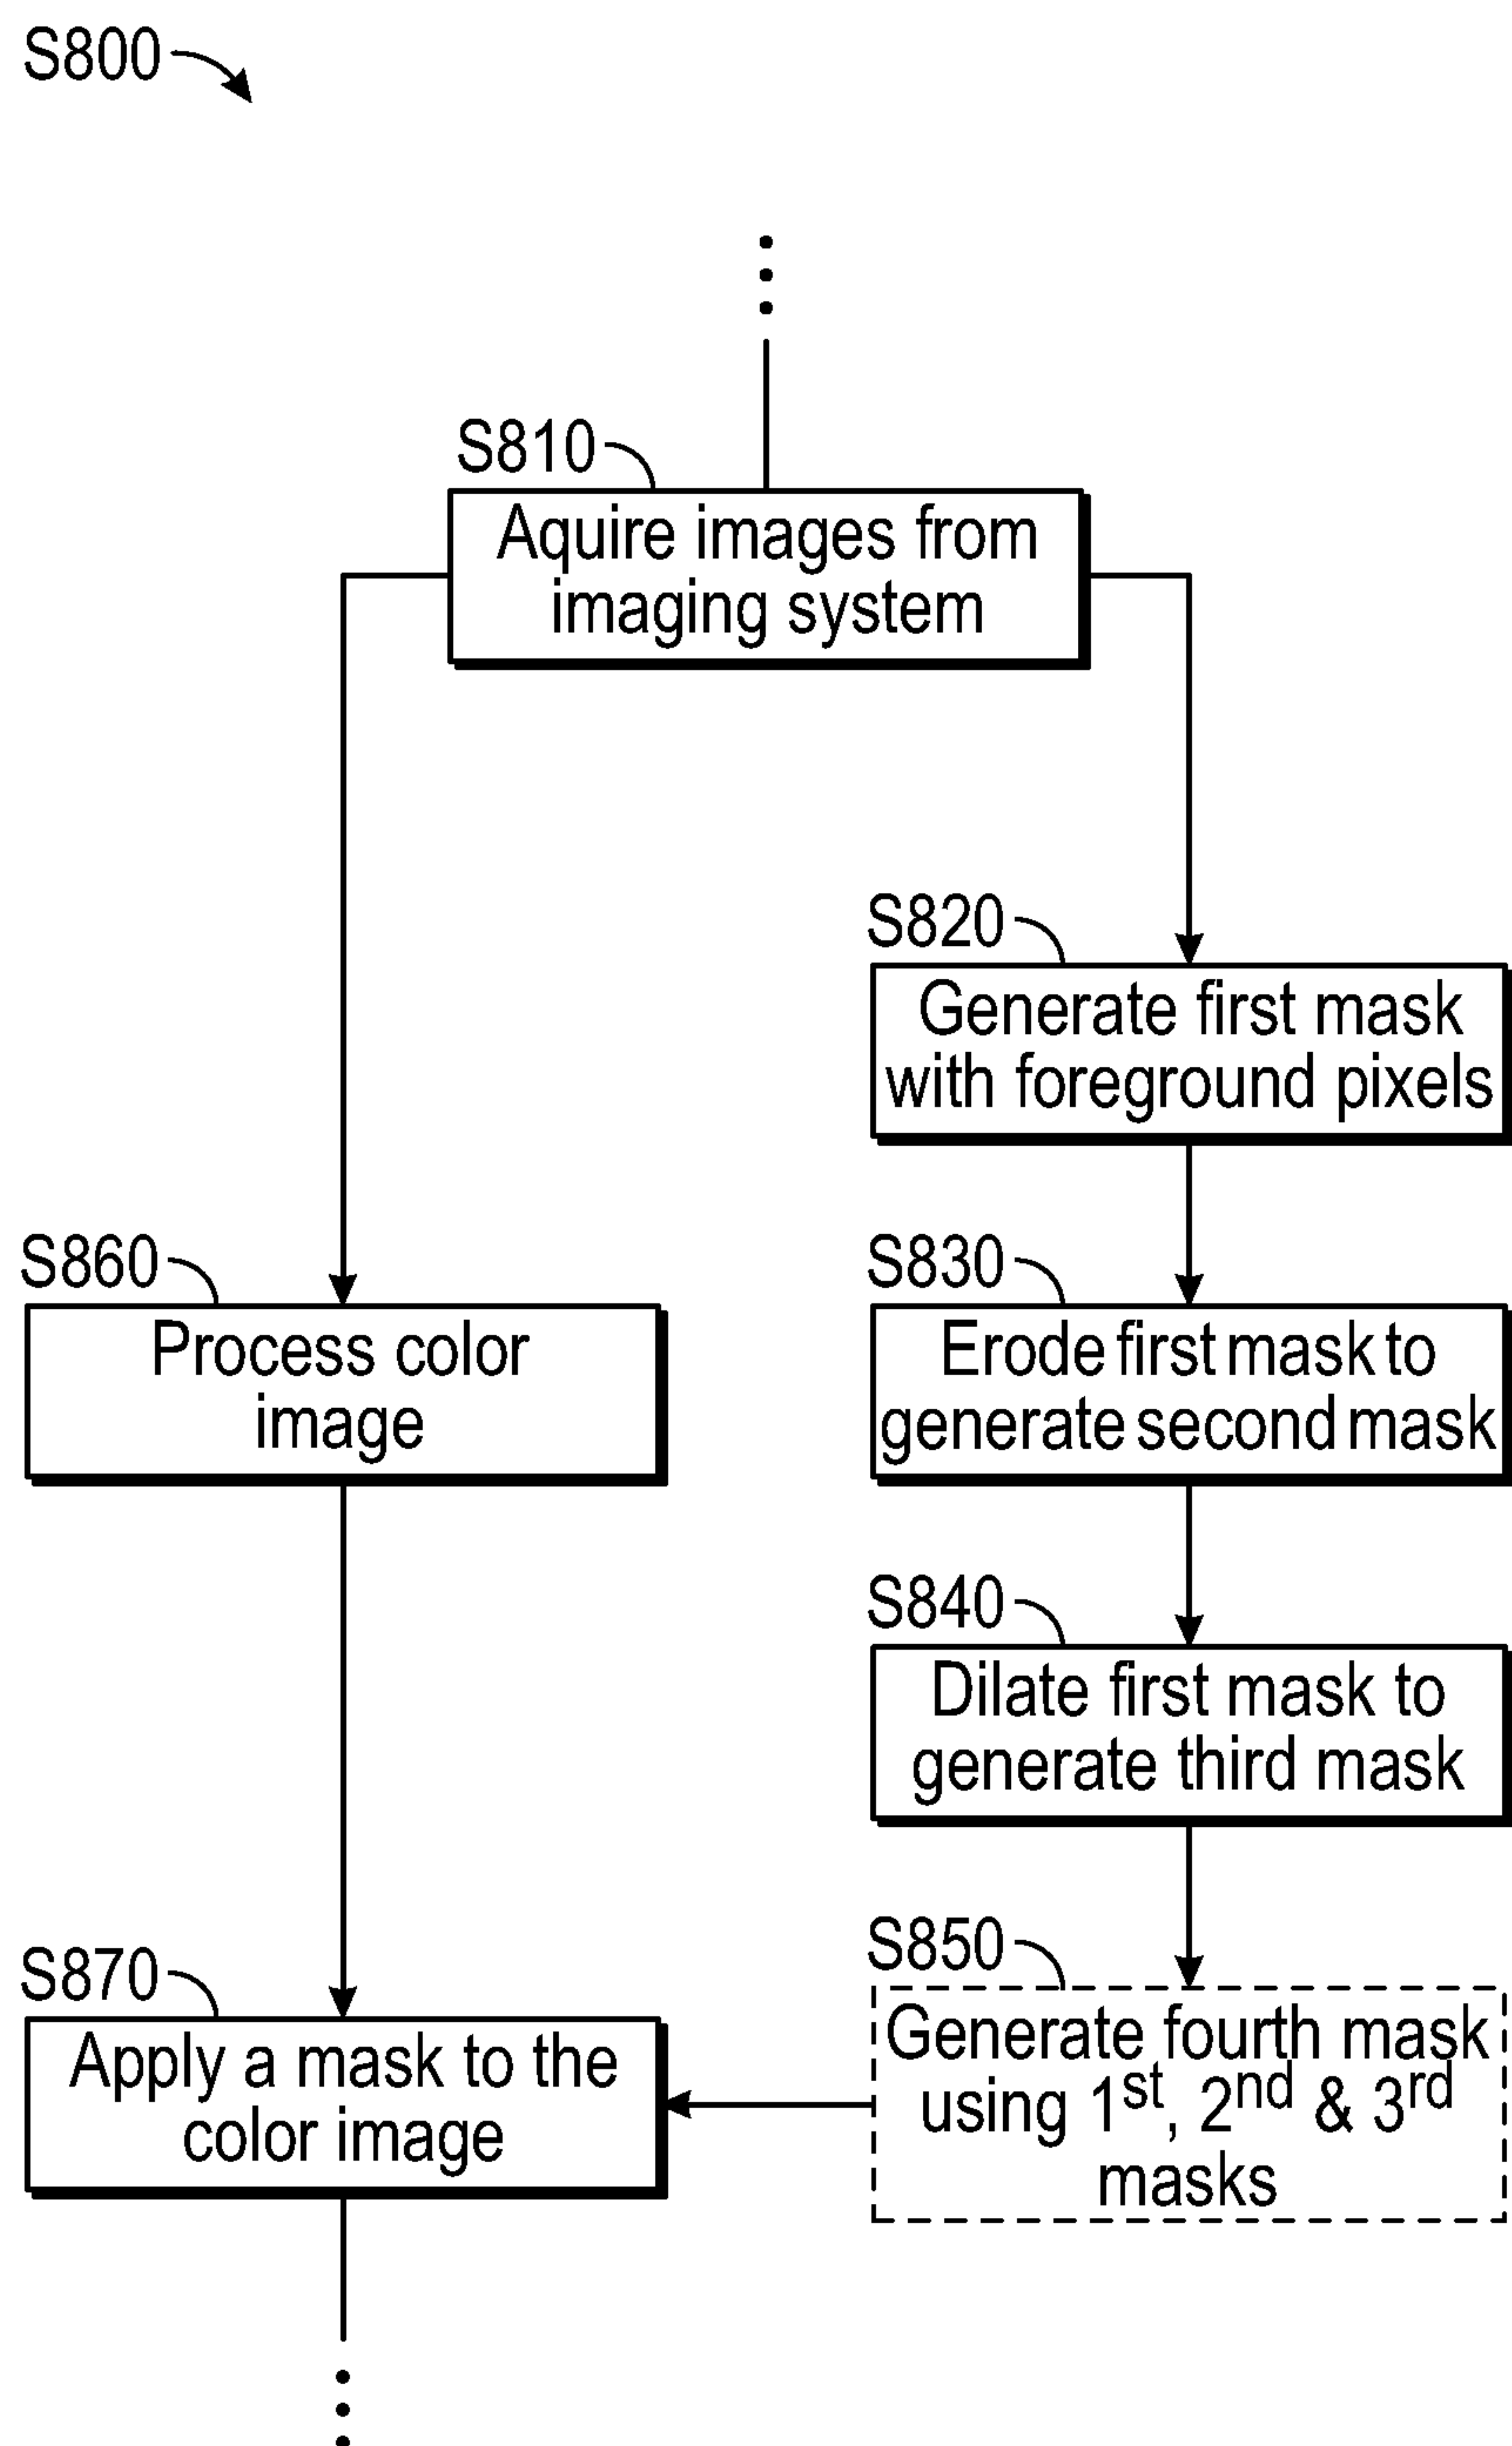 S800
S810
Aquire images from
imaging system
S820
Generate first mask
with foreground pixels
S860
Process color
image
S830
Erode first mask to
generate second mask
S840
Dilate first mask to
generate third mask
S850
Generate fourth mask
using 1st, 2nd & 3rd
masks
S870
Apply a mask to the
color image